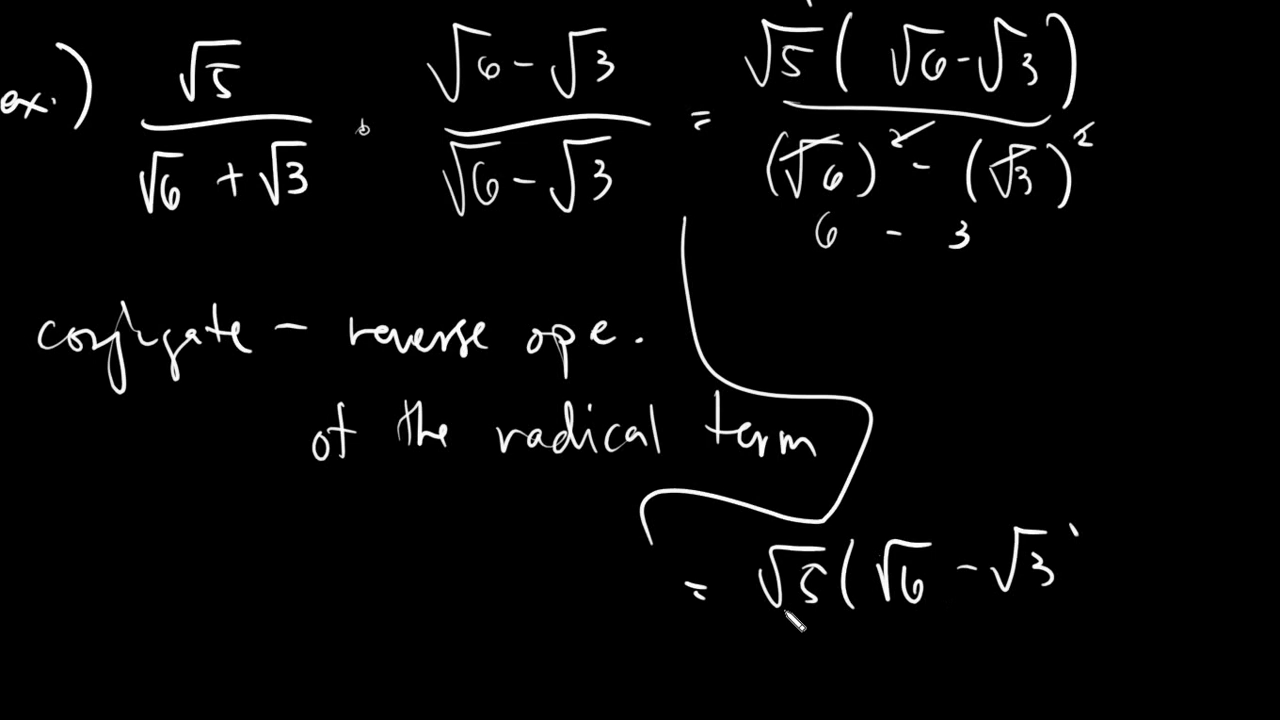 ex.) √5 / (√6 + √3) · (√6 - √3) / (√6 - √3) = √5 ( √6 - √3 ) / ((√6)² - (√3)²)
6 - 3
conjugate - reverse ope.
of the radical term
= √5 ( √6 - √3